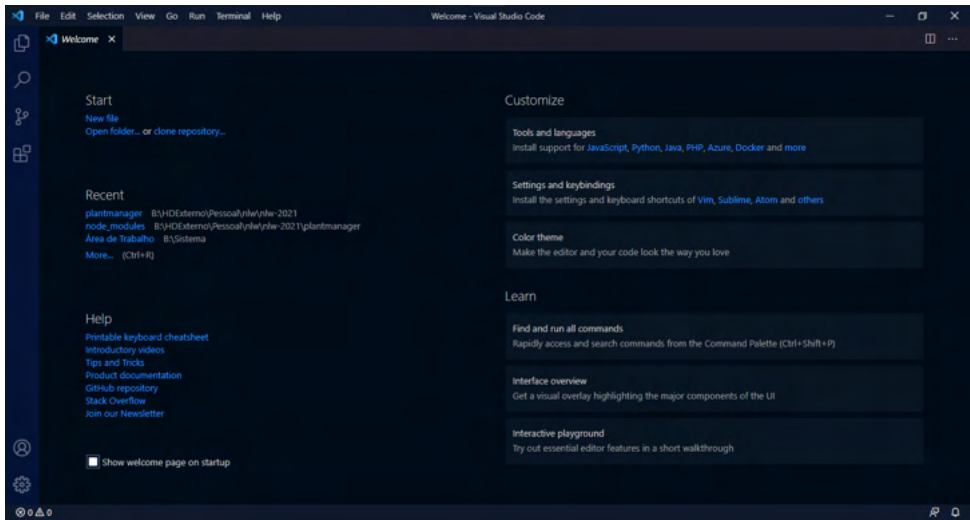 File Edit Selection View Go Run Terminal Help
Welcome - Visual Studio Code
Welcome
Start
New file
Open folder... or clone repository...
Recent
plantmanager B:\HDExterno\Pessoal\nlw\nlw-2021
node_modules B:\HDExterno\Pessoal\nlw\nlw-2021\plantmanager
Área de Trabalho B:\Sistema
More... (Ctrl+R)
Help
Printable keyboard cheatsheet
Introductory videos
Tips and Tricks
Product documentation
GitHub repository
Stack Overflow
Join our Newsletter
Show welcome page on startup
Customize
Tools and languages
Install support for JavaScript, Python, Java, PHP, Azure, Docker and more
Settings and keybindings
Install the settings and keyboard shortcuts of Vim, Sublime, Atom and others
Color theme
Make the editor and your code look the way you love
Learn
Find and run all commands
Rapidly access and search commands from the Command Palette (Ctrl+Shift+P)
Interface overview
Get a visual overlay highlighting the major components of the UI
Interactive playground
Try out essential editor features in a short walkthrough
0 0